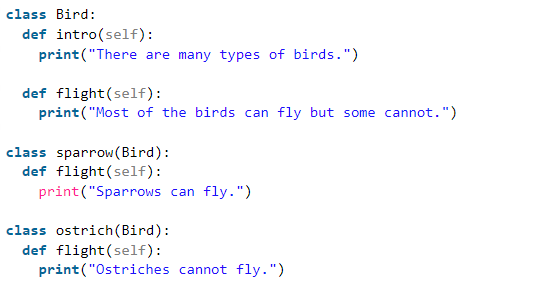 class Bird:
  def intro(self):
    print("There are many types of birds.")

  def flight(self):
    print("Most of the birds can fly but some cannot.")

class sparrow(Bird):
  def flight(self):
    print("Sparrows can fly.")

class ostrich(Bird):
  def flight(self):
    print("Ostriches cannot fly.")